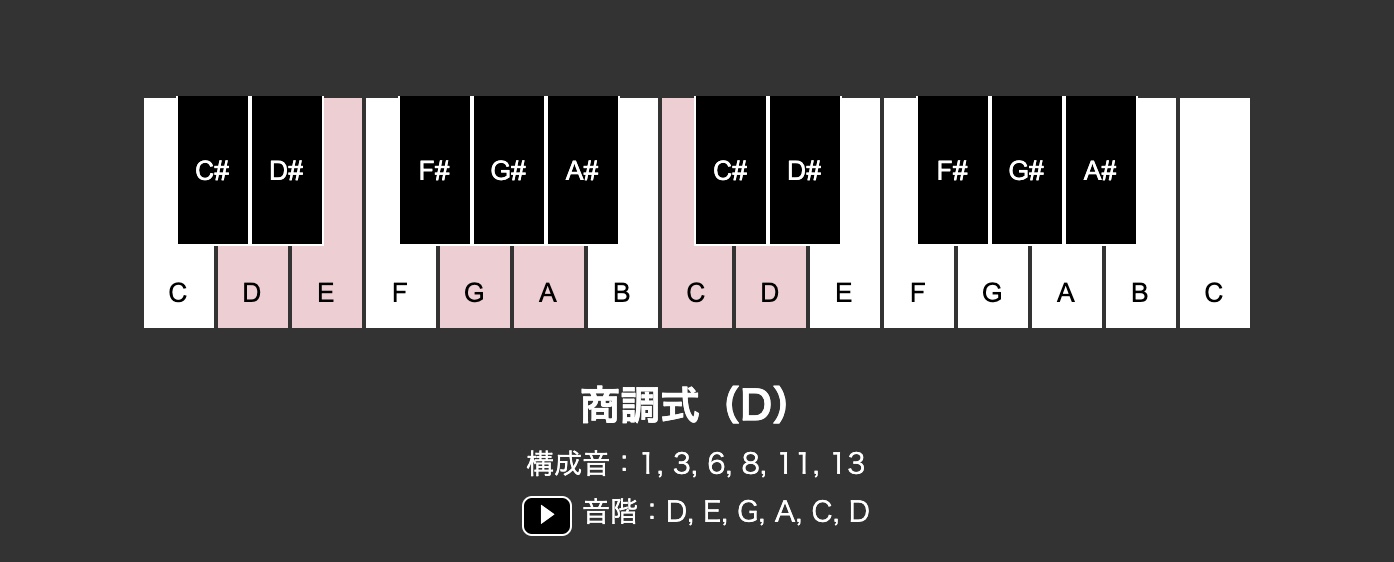 C# D# F# G# A# C# D# F# G# A#
C D E F G A B C D E F G A B C
商調式（D）
構成音：1, 3, 6, 8, 11, 13
音階：D, E, G, A, C, D